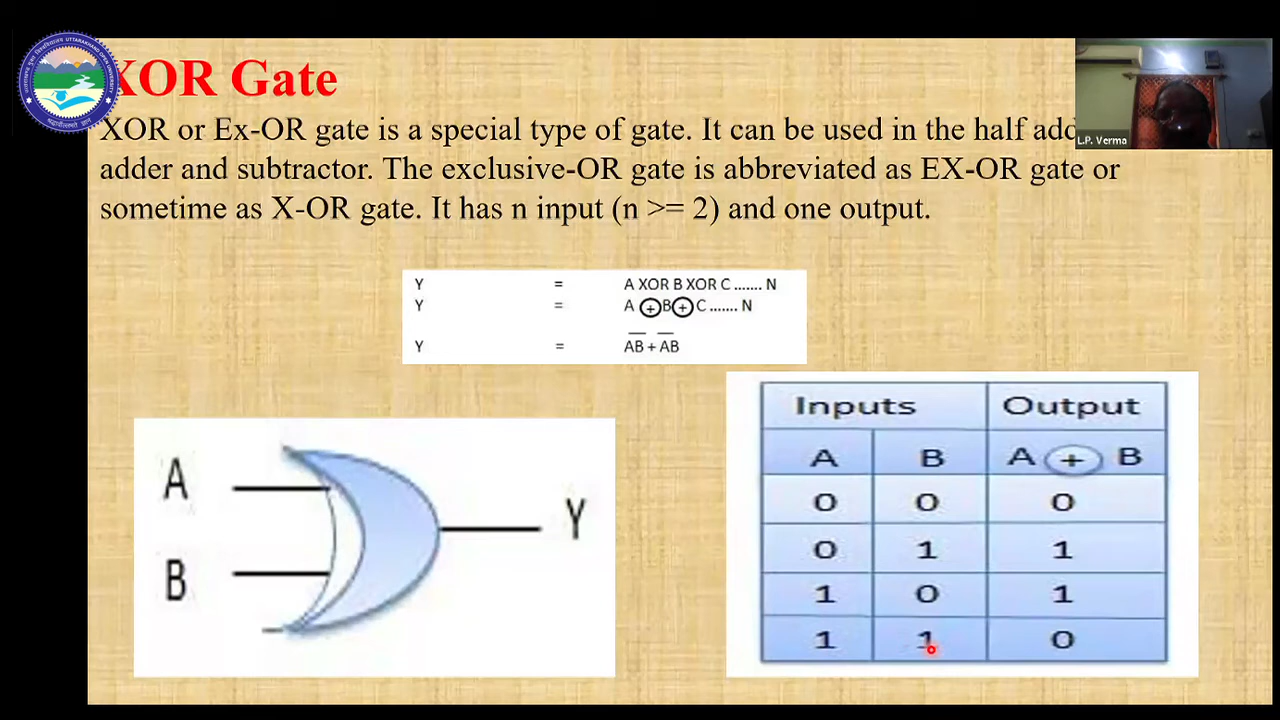 XOR Gate
XOR or Ex-OR gate is a special type of gate. It can be used in the half
adder and subtractor. The exclusive-OR gate is abbreviated as EX-OR gate or
sometime as X-OR gate. It has n input (n >= 2) and one output.
L.P. Verma
Y = A XOR B XOR C ....... N
Y = A ⊕ B ⊕ C ....... N
Y = A̅B + A̅B
A
B
Y
Inputs Output
A B A ⊕ B
0 0 0
0 1 1
1 0 1
1 1 0